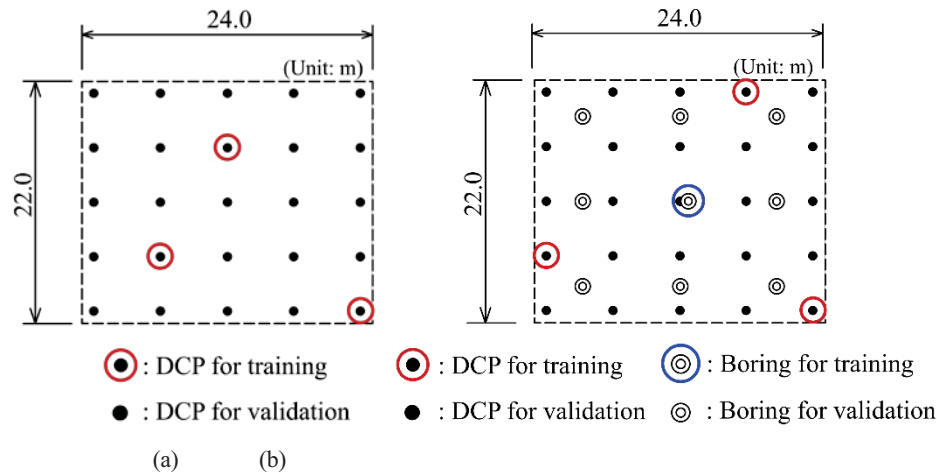 24.0
24.0
(Unit: m)
(Unit: m)
22.0
22.0
: DCP for training
: DCP for training
: Boring for training
: DCP for validation
: DCP for validation
: Boring for validation
(a)
(b)